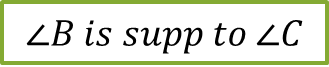 ∠B is supp to ∠C